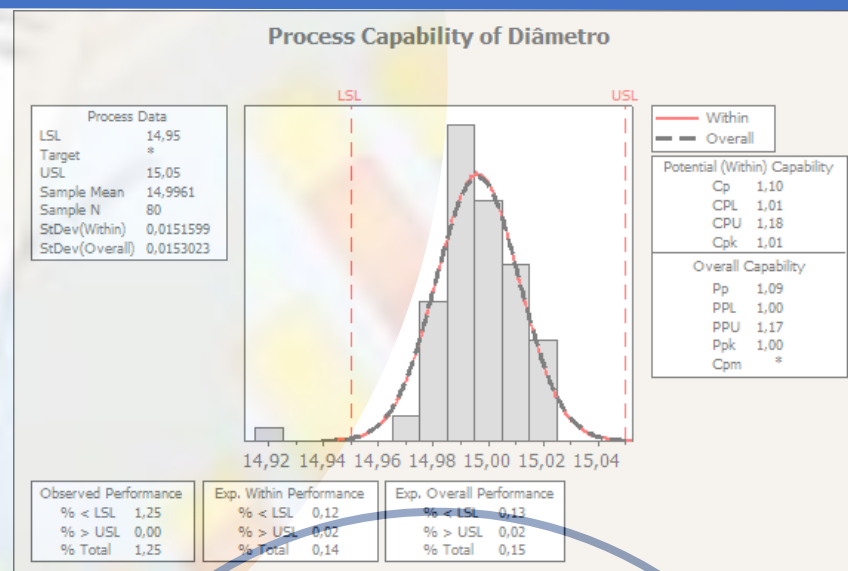 Process Capability of Diâmetro
LSL USL
Process Data
LSL 14,95
Target *
USL 15,05
Sample Mean 14,9961
Sample N 80
StDev(Within) 0,0151599
StDev(Overall) 0,0153023
Within
Overall
Potential (Within) Capability
Cp 1,10
CPL 1,01
CPU 1,18
Cpk 1,01
Overall Capability
Pp 1,09
PPL 1,00
PPU 1,17
Ppk 1,00
Cpm *
14,92 14,94 14,96 14,98 15,00 15,02 15,04
Observed Performance
% < LSL 1,25
% > USL 0,00
% Total 1,25
Exp. Within Performance
% < LSL 0,12
% > USL 0,02
% Total 0,14
Exp. Overall Performance
% < LSL 0,13
% > USL 0,02
% Total 0,15